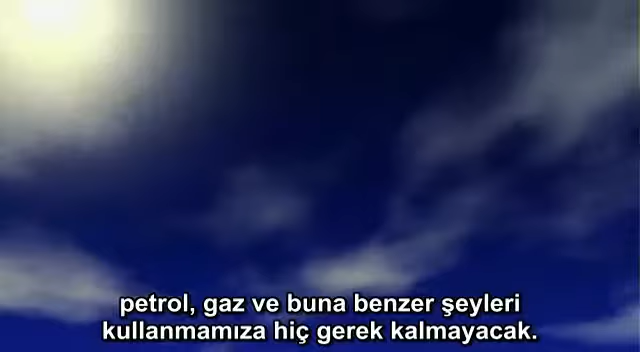 petrol, gaz ve buna benzer şeyleri
kullanmamıza hiç gerek kalmayacak.